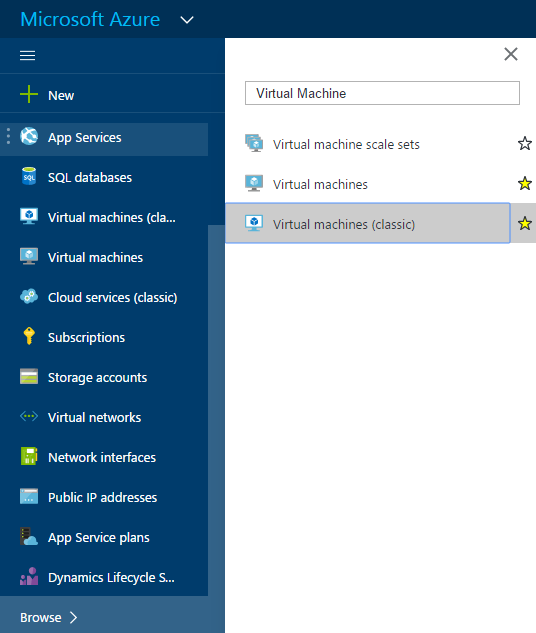 Microsoft Azure
New
App Services
SQL databases
Virtual machines (cla...
Virtual machines
Cloud services (classic)
Subscriptions
Storage accounts
Virtual networks
Network interfaces
Public IP addresses
App Service plans
Dynamics Lifecycle S...
Browse
Virtual Machine
Virtual machine scale sets
Virtual machines
Virtual machines (classic)